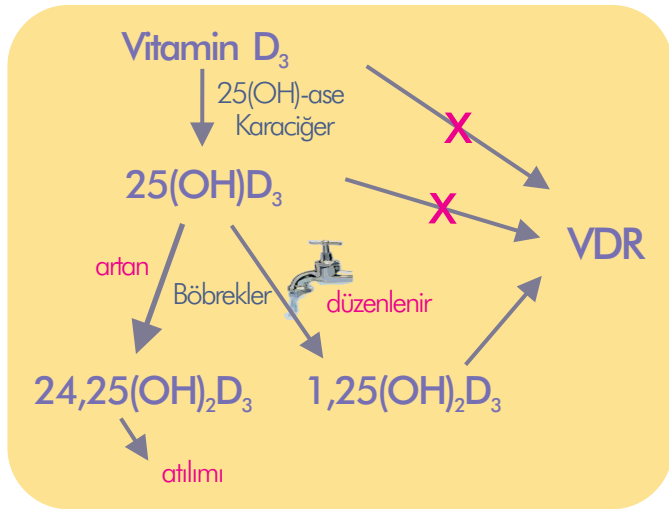 Vitamin D₃
25(OH)-ase
Karaciğer
X
25(OH)D₃
X
VDR
artan
Böbrekler
düzenlenir
24,25(OH)₂D₃
1,25(OH)₂D₃
atılımı